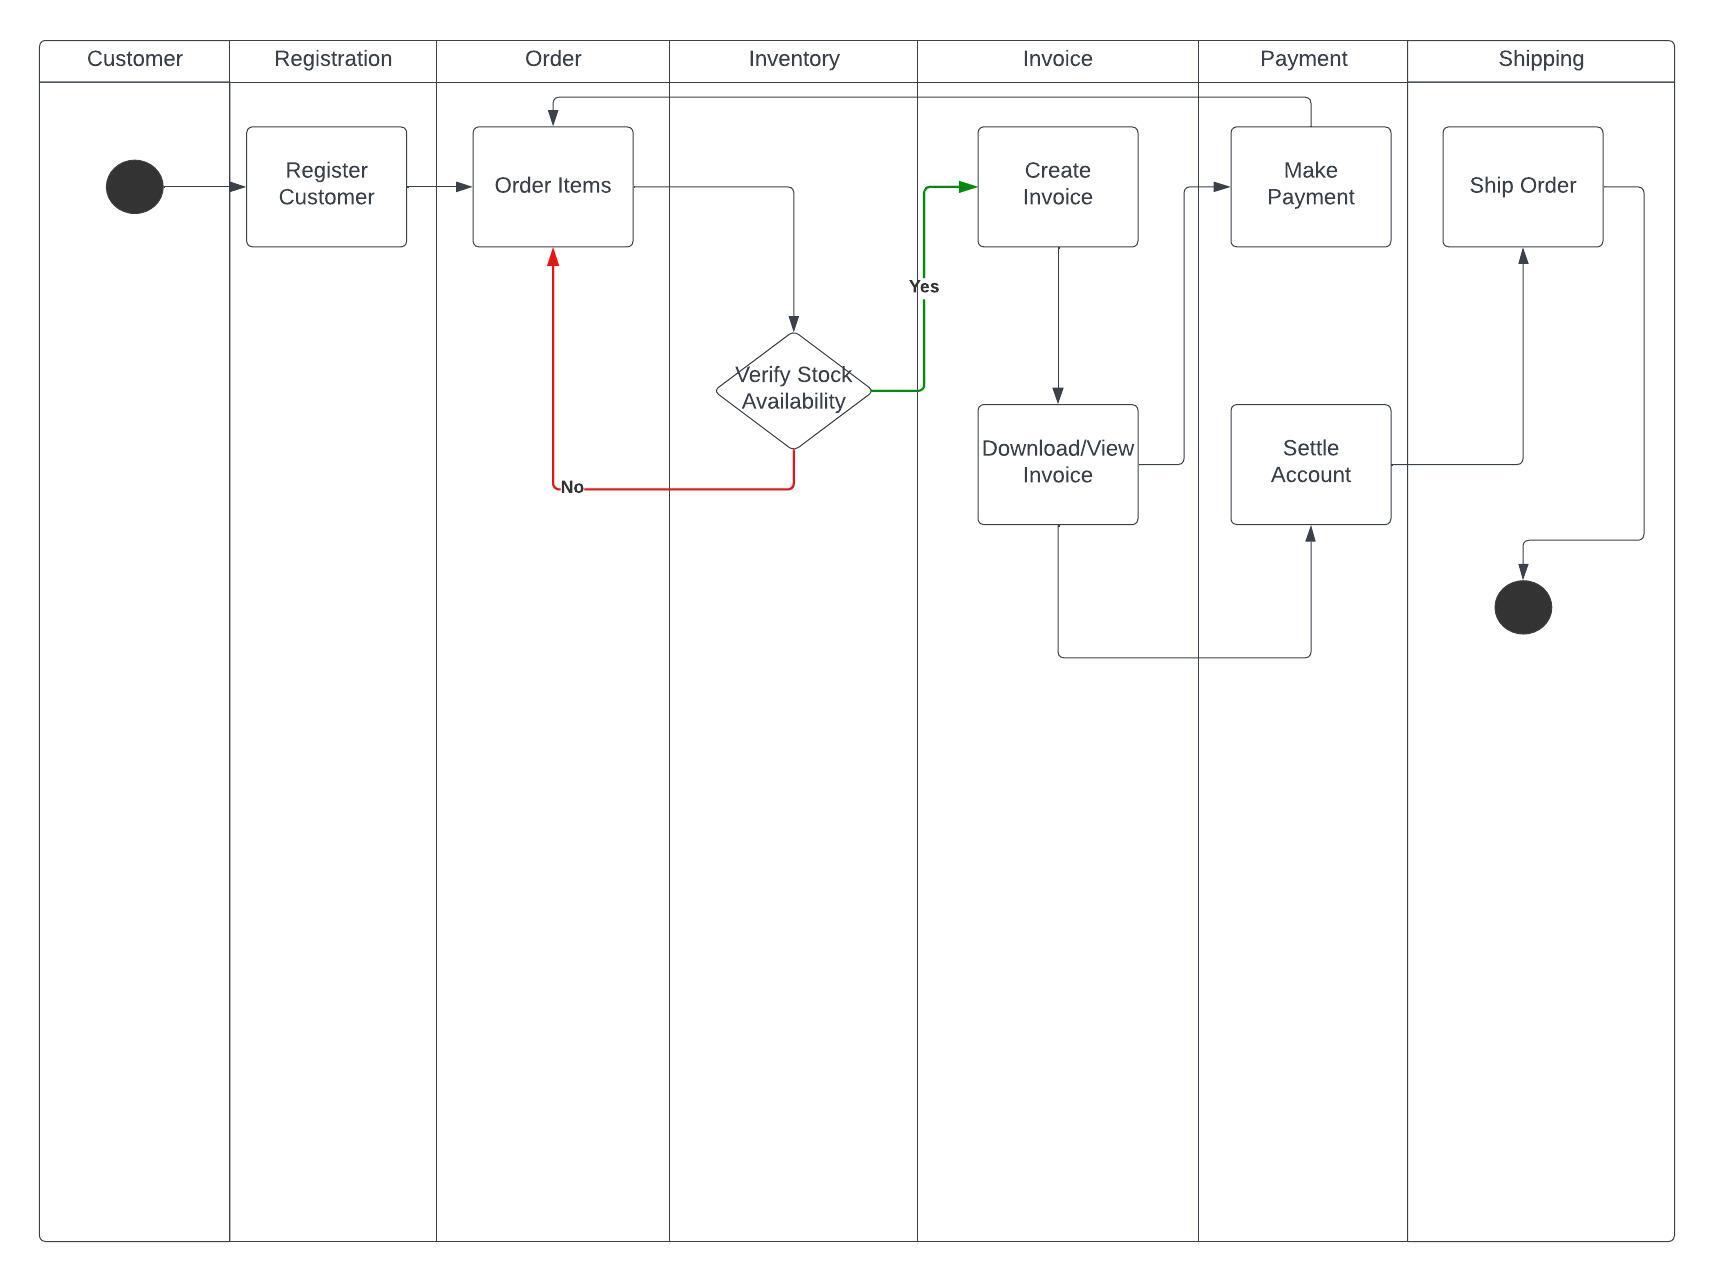 Customer
Registration
Order
Inventory
Invoice
Payment
Shipping
Register
Customer
Order Items
Create
Invoice
Make
Payment
Ship Order
Yes
Verify Stock
Availability
Download/View
Invoice
Settle
Account
No